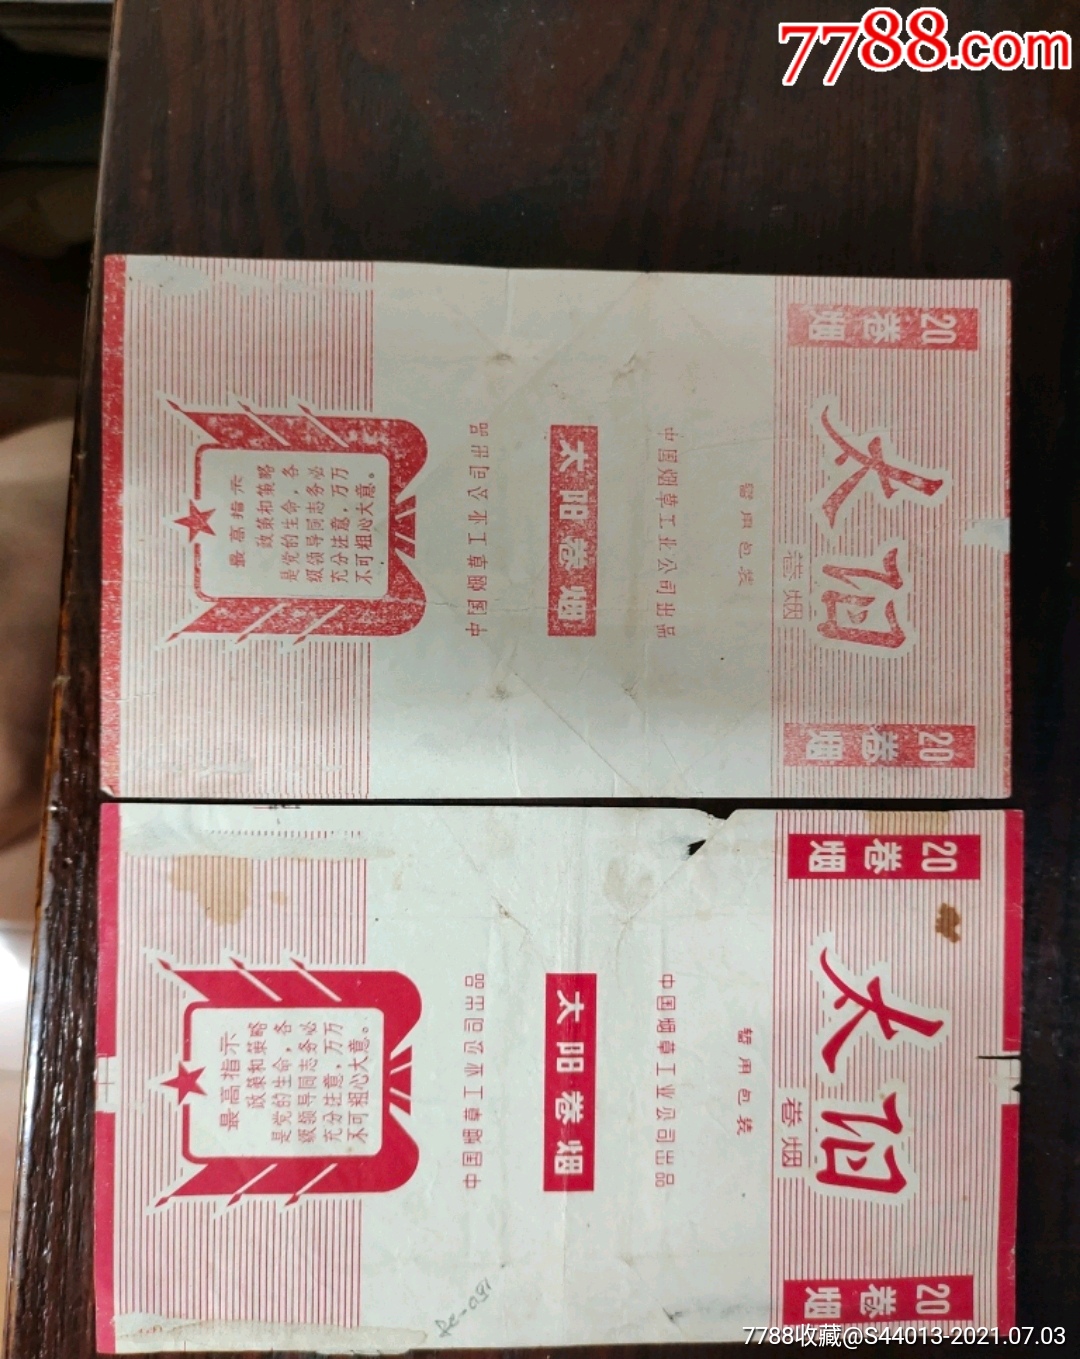 7788.com
最高指示
政策和策略
是党的生命，各
级领导同志务必
充分注意，万万
不可粗心大意。
中国烟草工业公司出品
太阳卷烟
中国烟草工业公司出品
暂用包装
20卷烟
太阳
卷烟
20卷烟
最高指示
政策和策略
是党的生命，各
级领导同志务必
充分注意，万万
不可粗心大意。
中国烟草工业公司出品
太阳卷烟
中国烟草工业公司出品
暂用包装
20卷烟
太阳
卷烟
20卷烟
7788收藏@S44013-2021.07.03